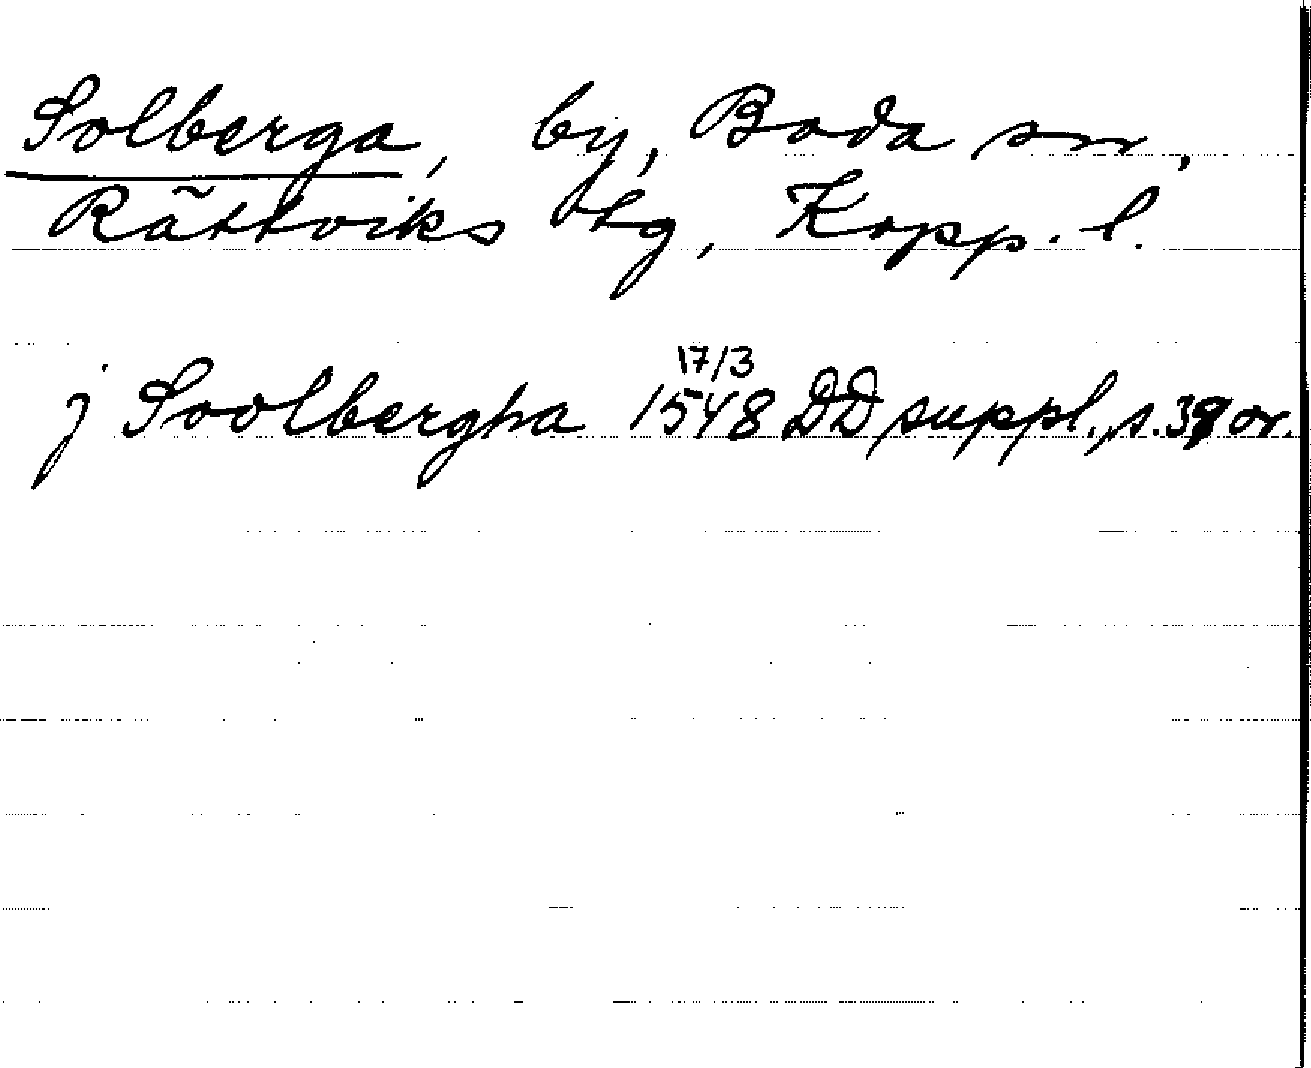 Solberga, by, Boda sn,
Rättviks tg, Kopp. l.
j Soolbergha 17/3 1548 DD suppl., s. 39 or.